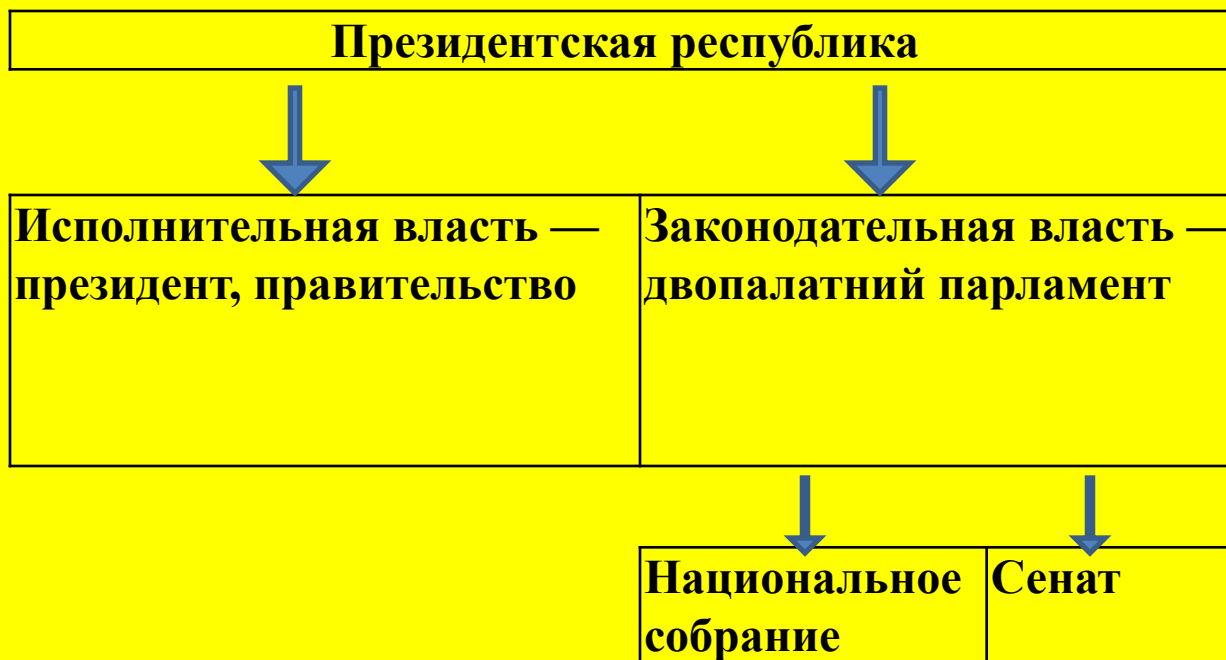 Президентская республика
Исполнительная власть —
президент, правительство
Законодательная власть —
двопалатний парламент
Национальное
собрание
Сенат